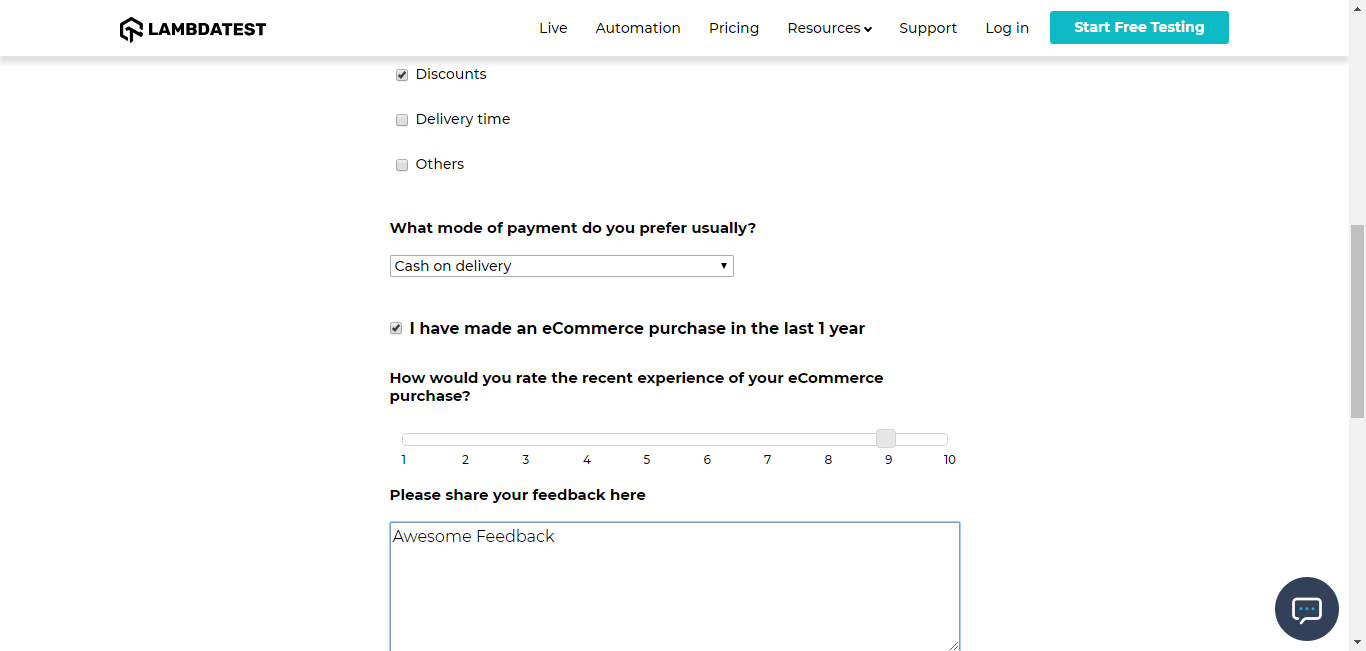 LAMBDATEST
Live Automation Pricing Resources Support Log in Start Free Testing
Discounts
Delivery time
Others
What mode of payment do you prefer usually?
Cash on delivery
I have made an eCommerce purchase in the last 1 year
How would you rate the recent experience of your eCommerce
purchase?
1 2 3 4 5 6 7 8 9 10
Please share your feedback here
Awesome Feedback